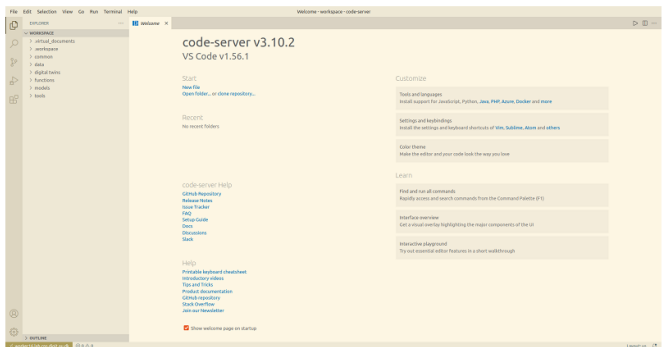 File Edit Selection View Go Run Terminal Help
Welcome - workspace - code-server
EXPLORER
WORKSPACE
.virtual_documents
.workspace
common
data
digital twins
functions
models
tools
OUTLINE
Welcome
code-server v3.10.2
VS Code v1.56.1
Start
New file
Open folder... or clone repository...
Recent
No recent folders
code-server Help
GitHub Repository
Release Notes
Issue Tracker
FAQ
Setup Guide
Docs
Discussions
Slack
Help
Printable keyboard cheatsheet
Introductory videos
Tips and Tricks
Product documentation
GitHub repository
Stack Overflow
Join our Newsletter
Show welcome page on startup
Customize
Tools and languages
Install support for JavaScript, Python, Java, PHP, Azure, Docker and more
Settings and keybindings
Install the settings and keyboard shortcuts of Vim, Sublime, Atom and others
Color theme
Make the editor and your code look the way you love
Learn
Find and run all commands
Rapidly access and search commands from the Command Palette (F1)
Interface overview
Get a visual overlay highlighting the major components of the UI
Interactive playground
Try out essential editor features in a short walkthrough